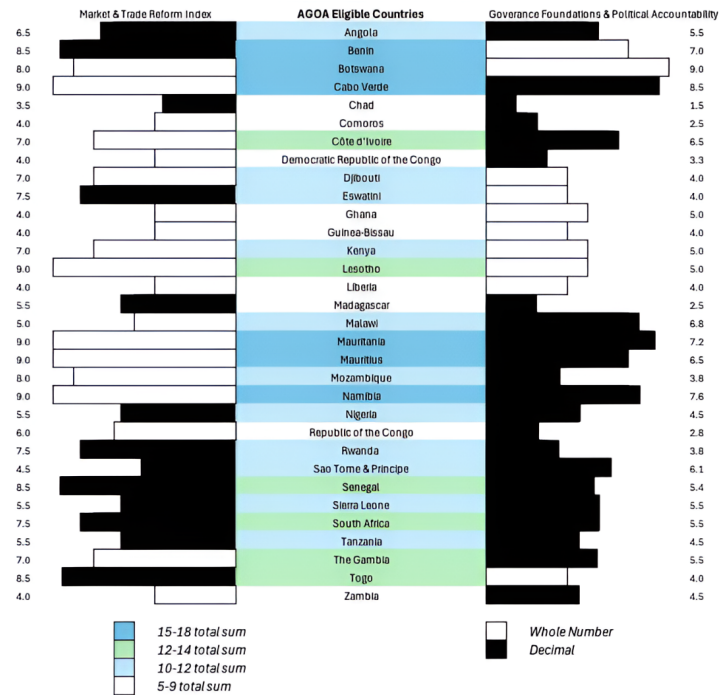 Market & Trade Reform Index AGOA Eligible Countries Goverance Foundations & Political Accountability
6.5 Angola 5.5
8.5 Benin 7.0
8.0 Botswana 9.0
9.0 Cabo Verde 8.5
3.5 Chad 1.5
4.0 Comoros 2.5
7.0 Côte d'Ivoire 6.5
4.0 Democratic Republic of the Congo 3.3
7.0 Djibouti 4.0
7.5 Eswatini 4.0
4.0 Ghana 5.0
4.0 Guinea-Bissau 4.0
7.0 Kenya 5.0
9.0 Lesotho 5.0
4.0 Liberia 4.0
5.5 Madagascar 2.5
5.0 Malawi 6.8
9.0 Mauritania 7.2
9.0 Mauritius 6.5
8.0 Mozambique 3.8
9.0 Namibia 7.6
5.5 Nigeria 4.5
6.0 Republic of the Congo 2.8
7.5 Rwanda 3.8
4.5 Sao Tome & Principe 6.1
8.5 Senegal 5.4
5.5 Sierra Leone 5.5
7.5 South Africa 5.5
5.5 Tanzania 4.5
7.0 The Gambia 5.5
8.5 Togo 4.0
4.0 Zambia 4.5
15-18 total sum Whole Number
12-14 total sum Decimal
10-12 total sum
5-9 total sum